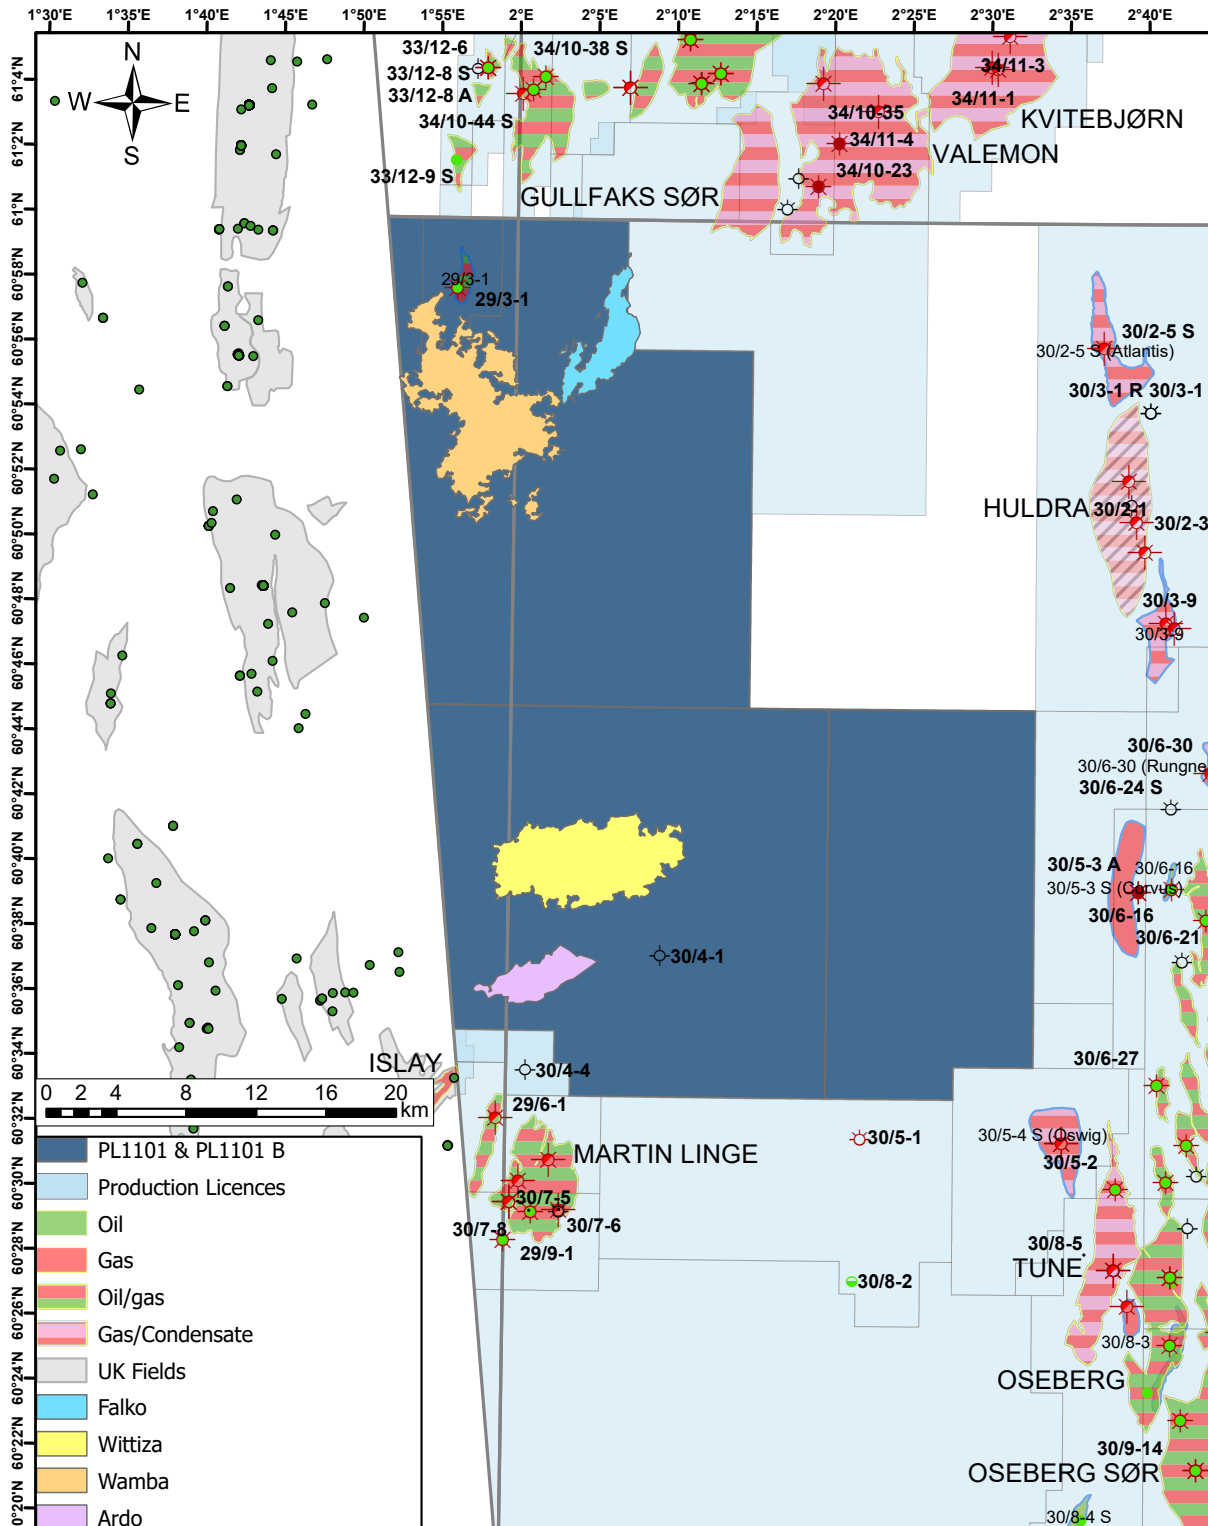 1°30'E 1°35'E 1°40'E 1°45'E 1°50'E 1°55'E 2°0'E 2°5'E 2°10'E 2°15'E 2°20'E 2°25'E 2°30'E 2°35'E 2°40'E
N
W E
S
61°4'N
61°2'N
61°N
60°58'N
60°56'N
60°54'N
60°52'N
60°50'N
60°48'N
60°46'N
60°44'N
60°42'N
60°40'N
60°38'N
60°36'N
60°34'N
60°32'N
60°30'N
60°28'N
60°26'N
60°24'N
60°22'N
0°20'N
33/12-6
34/10-38 S
33/12-8 S
33/12-8 A
34/10-44 S
33/12-9 S
34/11-3
34/11-1
34/10-35
KVITEBJØRN
34/11-4
VALEMON
34/10-23
GULLFAKS SØR
29/3-1
29/3-1
30/2-5 S
30/2-5 S (Atlantis)
30/3-1 R 30/3-1
HULDRA
30/2-1
30/2-3
30/3-9
30/3-9
30/6-30
30/6-30 (Rungne
30/6-24 S
30/5-3 A
30/6-16
30/5-3 S (Corvus)
30/6-16
30/6-21
30/4-1
ISLAY
30/4-4
30/6-27
29/6-1
30/5-1
30/5-4 S (Oswig)
MARTIN LINGE
30/5-2
30/7-5
30/7-8
30/7-6
29/9-1
30/8-5
TUNE
30/8-2
30/8-3
OSEBERG
30/9-14
OSEBERG SØR
30/8-4 S
0 2 4 8 12 16 20
km
PL1101 & PL1101 B
Production Licences
Oil
Gas
Oil/gas
Gas/Condensate
UK Fields
Falko
Wittiza
Wamba
Ardo